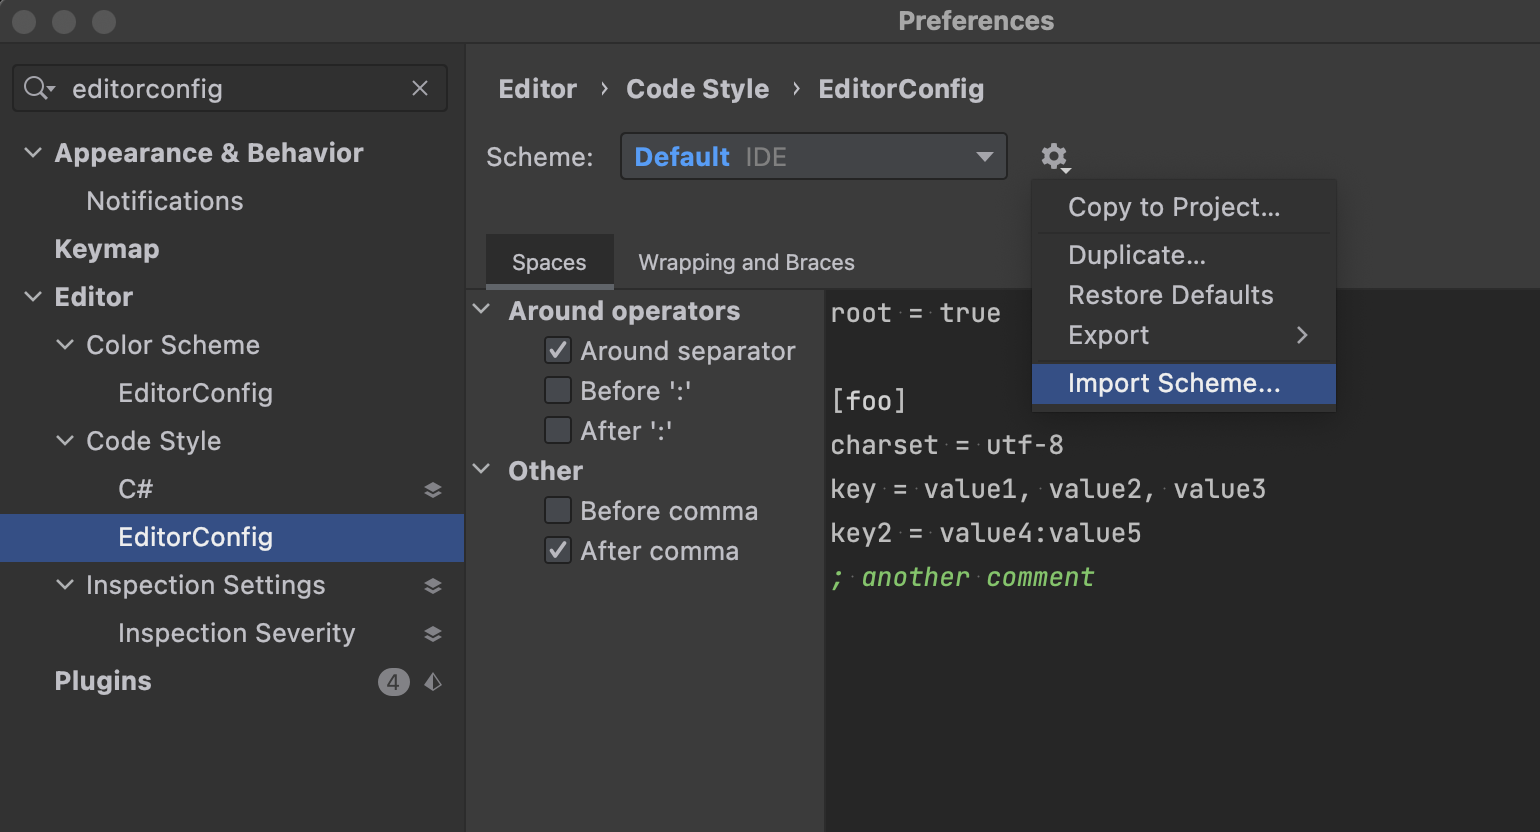 Preferences
editorconfig
Appearance & Behavior
Notifications
Keymap
Editor
Color Scheme
EditorConfig
Code Style
C#
EditorConfig
Inspection Settings
Inspection Severity
Plugins 4
Editor › Code Style › EditorConfig
Scheme: Default IDE
Copy to Project...
Duplicate...
Restore Defaults
Export
Import Scheme...
Spaces Wrapping and Braces
Around operators
Around separator
Before ':'
After ':'
Other
Before comma
After comma
root = true
[foo]
charset = utf-8
key = value1, value2, value3
key2 = value4:value5
; another comment